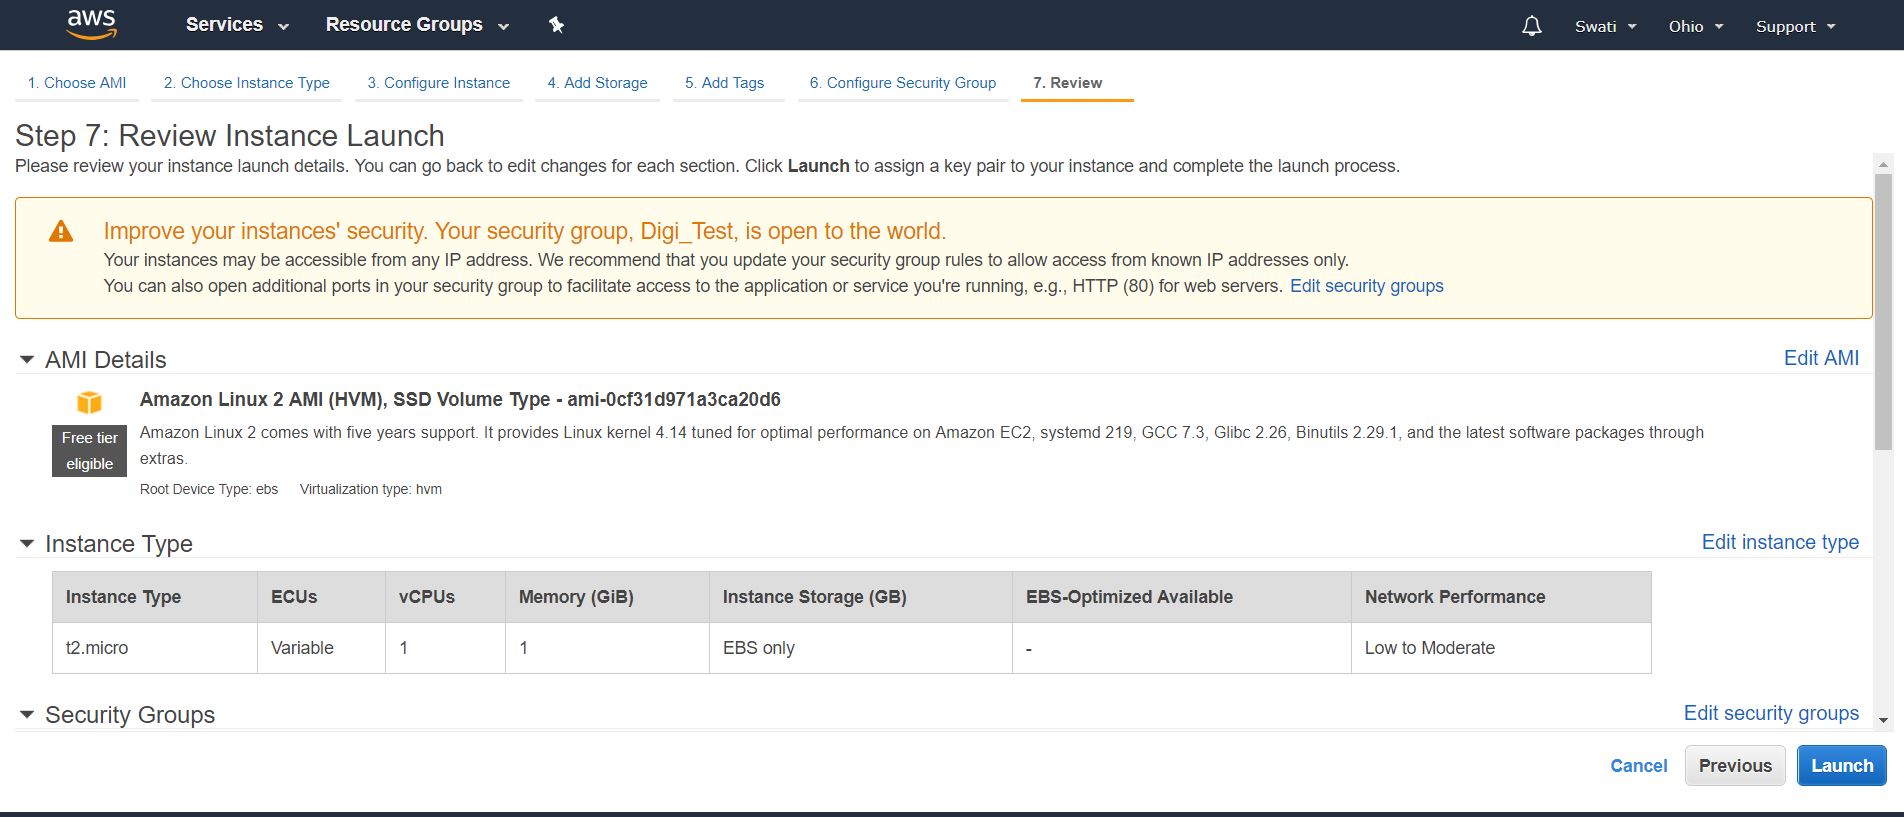 aws Services Resource Groups Swati Ohio Support
1. Choose AMI 2. Choose Instance Type 3. Configure Instance 4. Add Storage 5. Add Tags 6. Configure Security Group 7. Review
Step 7: Review Instance Launch
Please review your instance launch details. You can go back to edit changes for each section. Click Launch to assign a key pair to your instance and complete the launch process.
Improve your instances' security. Your security group, Digi_Test, is open to the world.
Your instances may be accessible from any IP address. We recommend that you update your security group rules to allow access from known IP addresses only.
You can also open additional ports in your security group to facilitate access to the application or service you're running, e.g., HTTP (80) for web servers. Edit security groups
AMI Details Edit AMI
Amazon Linux 2 AMI (HVM), SSD Volume Type - ami-0cf31d971a3ca20d6
Free tier
eligible
Amazon Linux 2 comes with five years support. It provides Linux kernel 4.14 tuned for optimal performance on Amazon EC2, systemd 219, GCC 7.3, Glibc 2.26, Binutils 2.29.1, and the latest software packages through
extras.
Root Device Type: ebs Virtualization type: hvm
Instance Type Edit instance type
Instance Type ECUs vCPUs Memory (GiB) Instance Storage (GB) EBS-Optimized Available Network Performance
t2.micro Variable 1 1 EBS only - Low to Moderate
Security Groups Edit security groups
Cancel Previous Launch